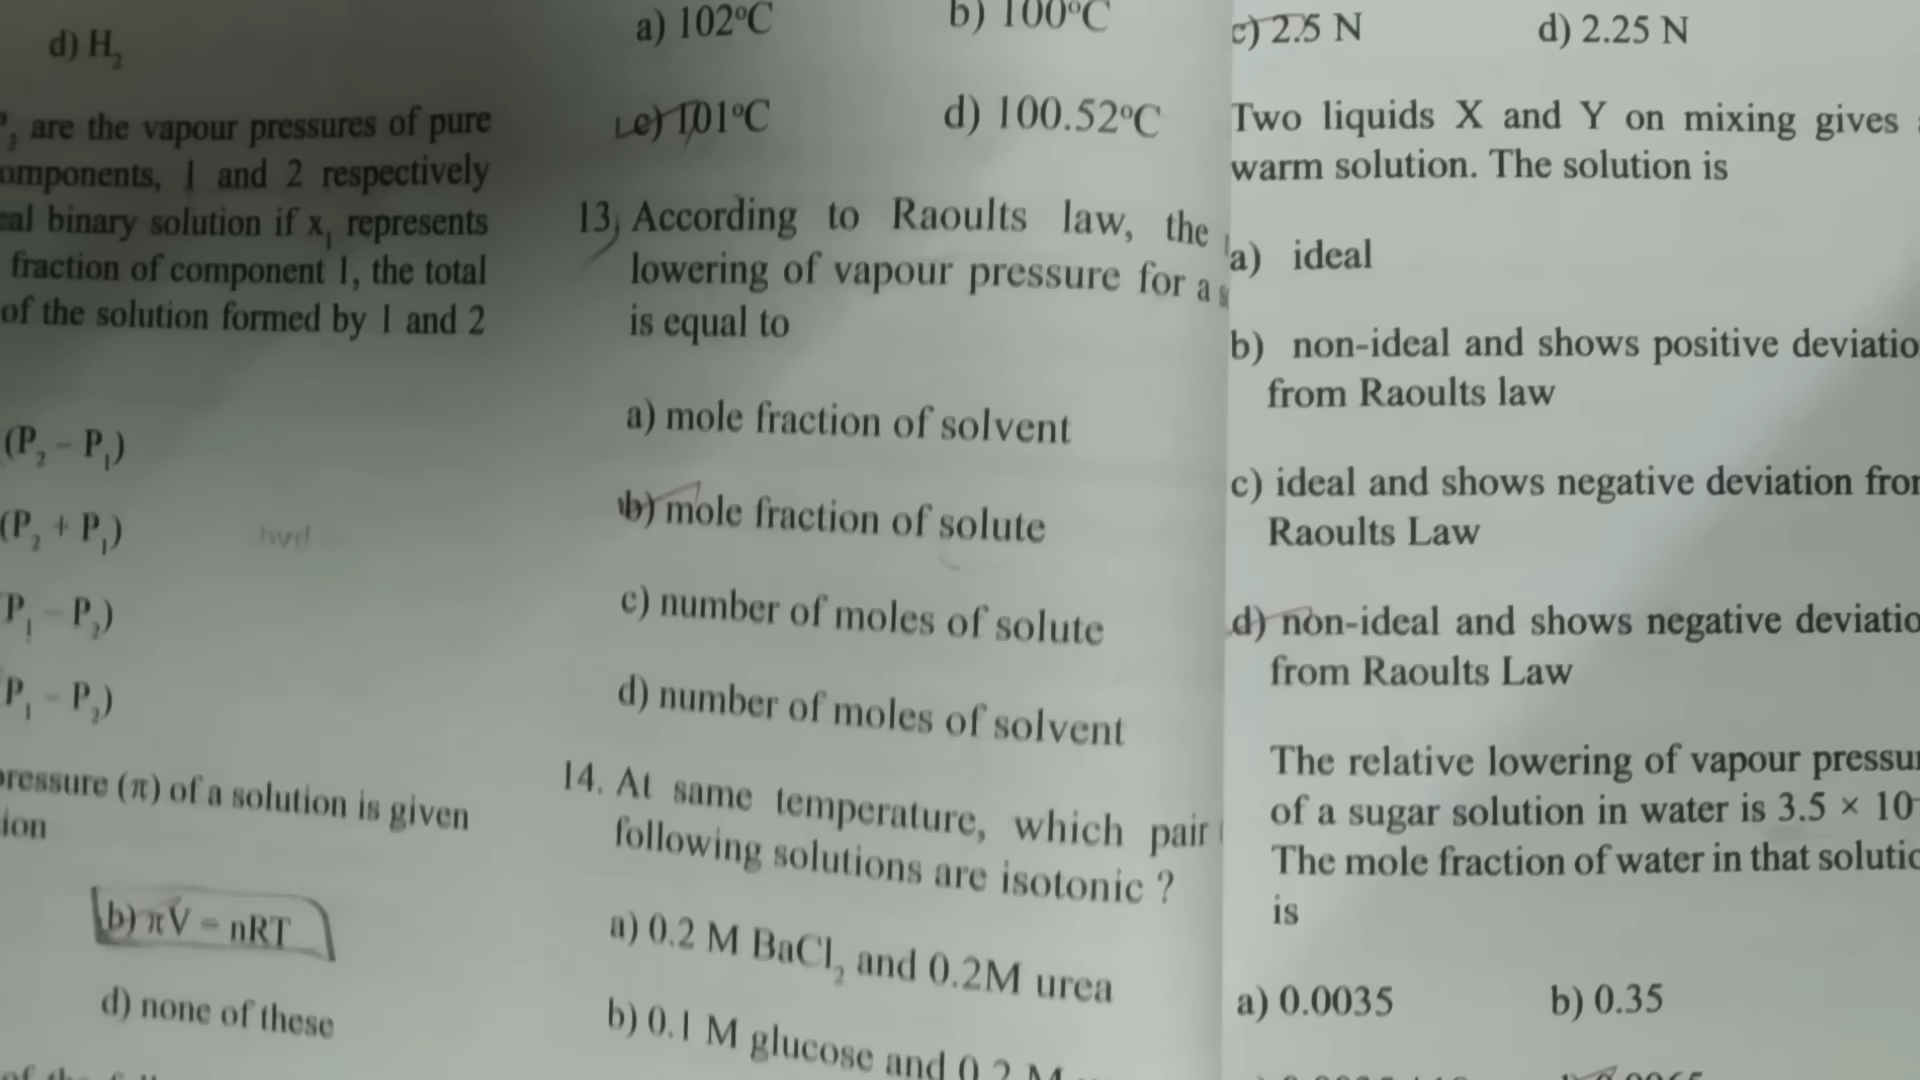 d) H₂
, are the vapour pressures of pure
omponents, 1 and 2 respectively
al binary solution if x₁ represents
fraction of component 1, the total
of the solution formed by 1 and 2
(P₂ - P₁)
(P₂ + P₁)
P₁ - P₂)
P₁ - P₂)
ressure (π) of a solution is given
ion
b) πV = nRT
d) none of these
a) 102°C b) 100°C
c) 101°C d) 100.52°C
13. According to Raoults law, the
lowering of vapour pressure for a
is equal to
a) mole fraction of solvent
b) mole fraction of solute
c) number of moles of solute
d) number of moles of solvent
14. At same temperature, which pair
following solutions are isotonic ?
a) 0.2 M BaCl₂ and 0.2M urea
b) 0.1 M glucose and 0.2 M
c) 2.5 N d) 2.25 N
Two liquids X and Y on mixing gives
warm solution. The solution is
a) ideal
b) non-ideal and shows positive deviatio
from Raoults law
c) ideal and shows negative deviation from
Raoults Law
d) non-ideal and shows negative deviatio
from Raoults Law
The relative lowering of vapour pressu
of a sugar solution in water is 3.5 × 10
The mole fraction of water in that solutio
is
a) 0.0035 b) 0.35